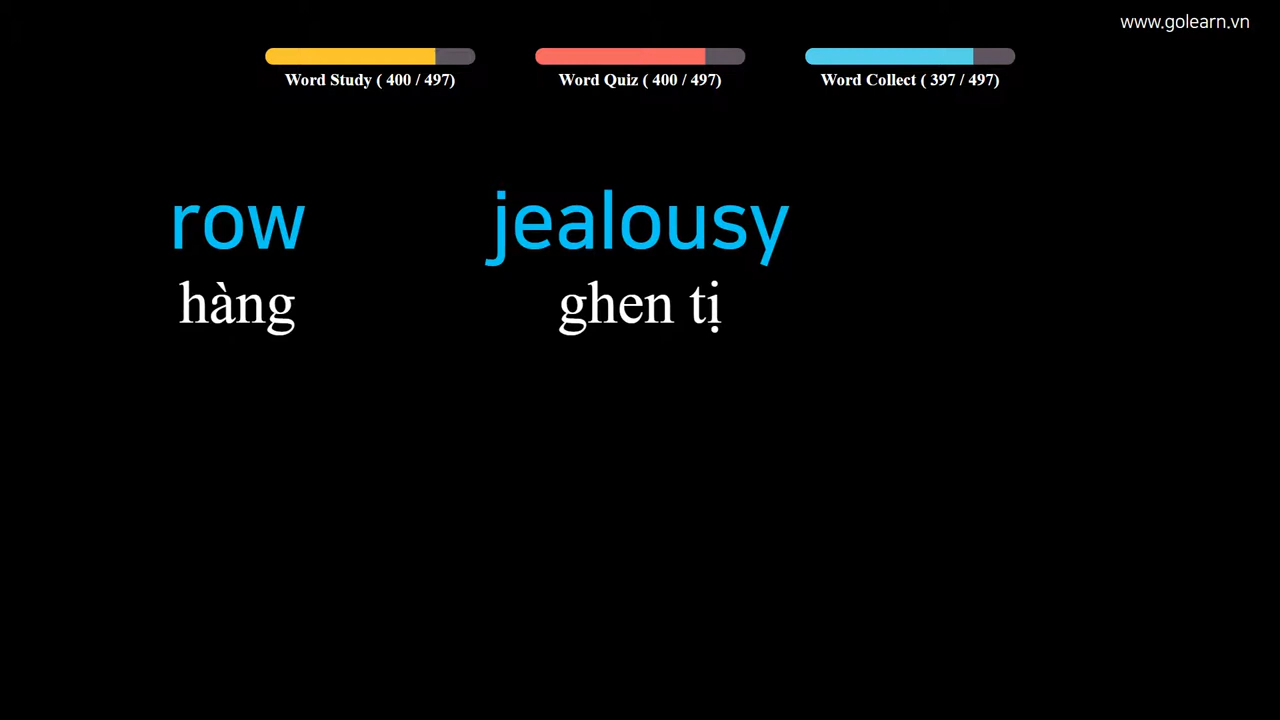 www.golearn.vn
Word Study ( 400 / 497)
Word Quiz ( 400 / 497)
Word Collect ( 397 / 497)
row
hàng
jealousy
ghen tị